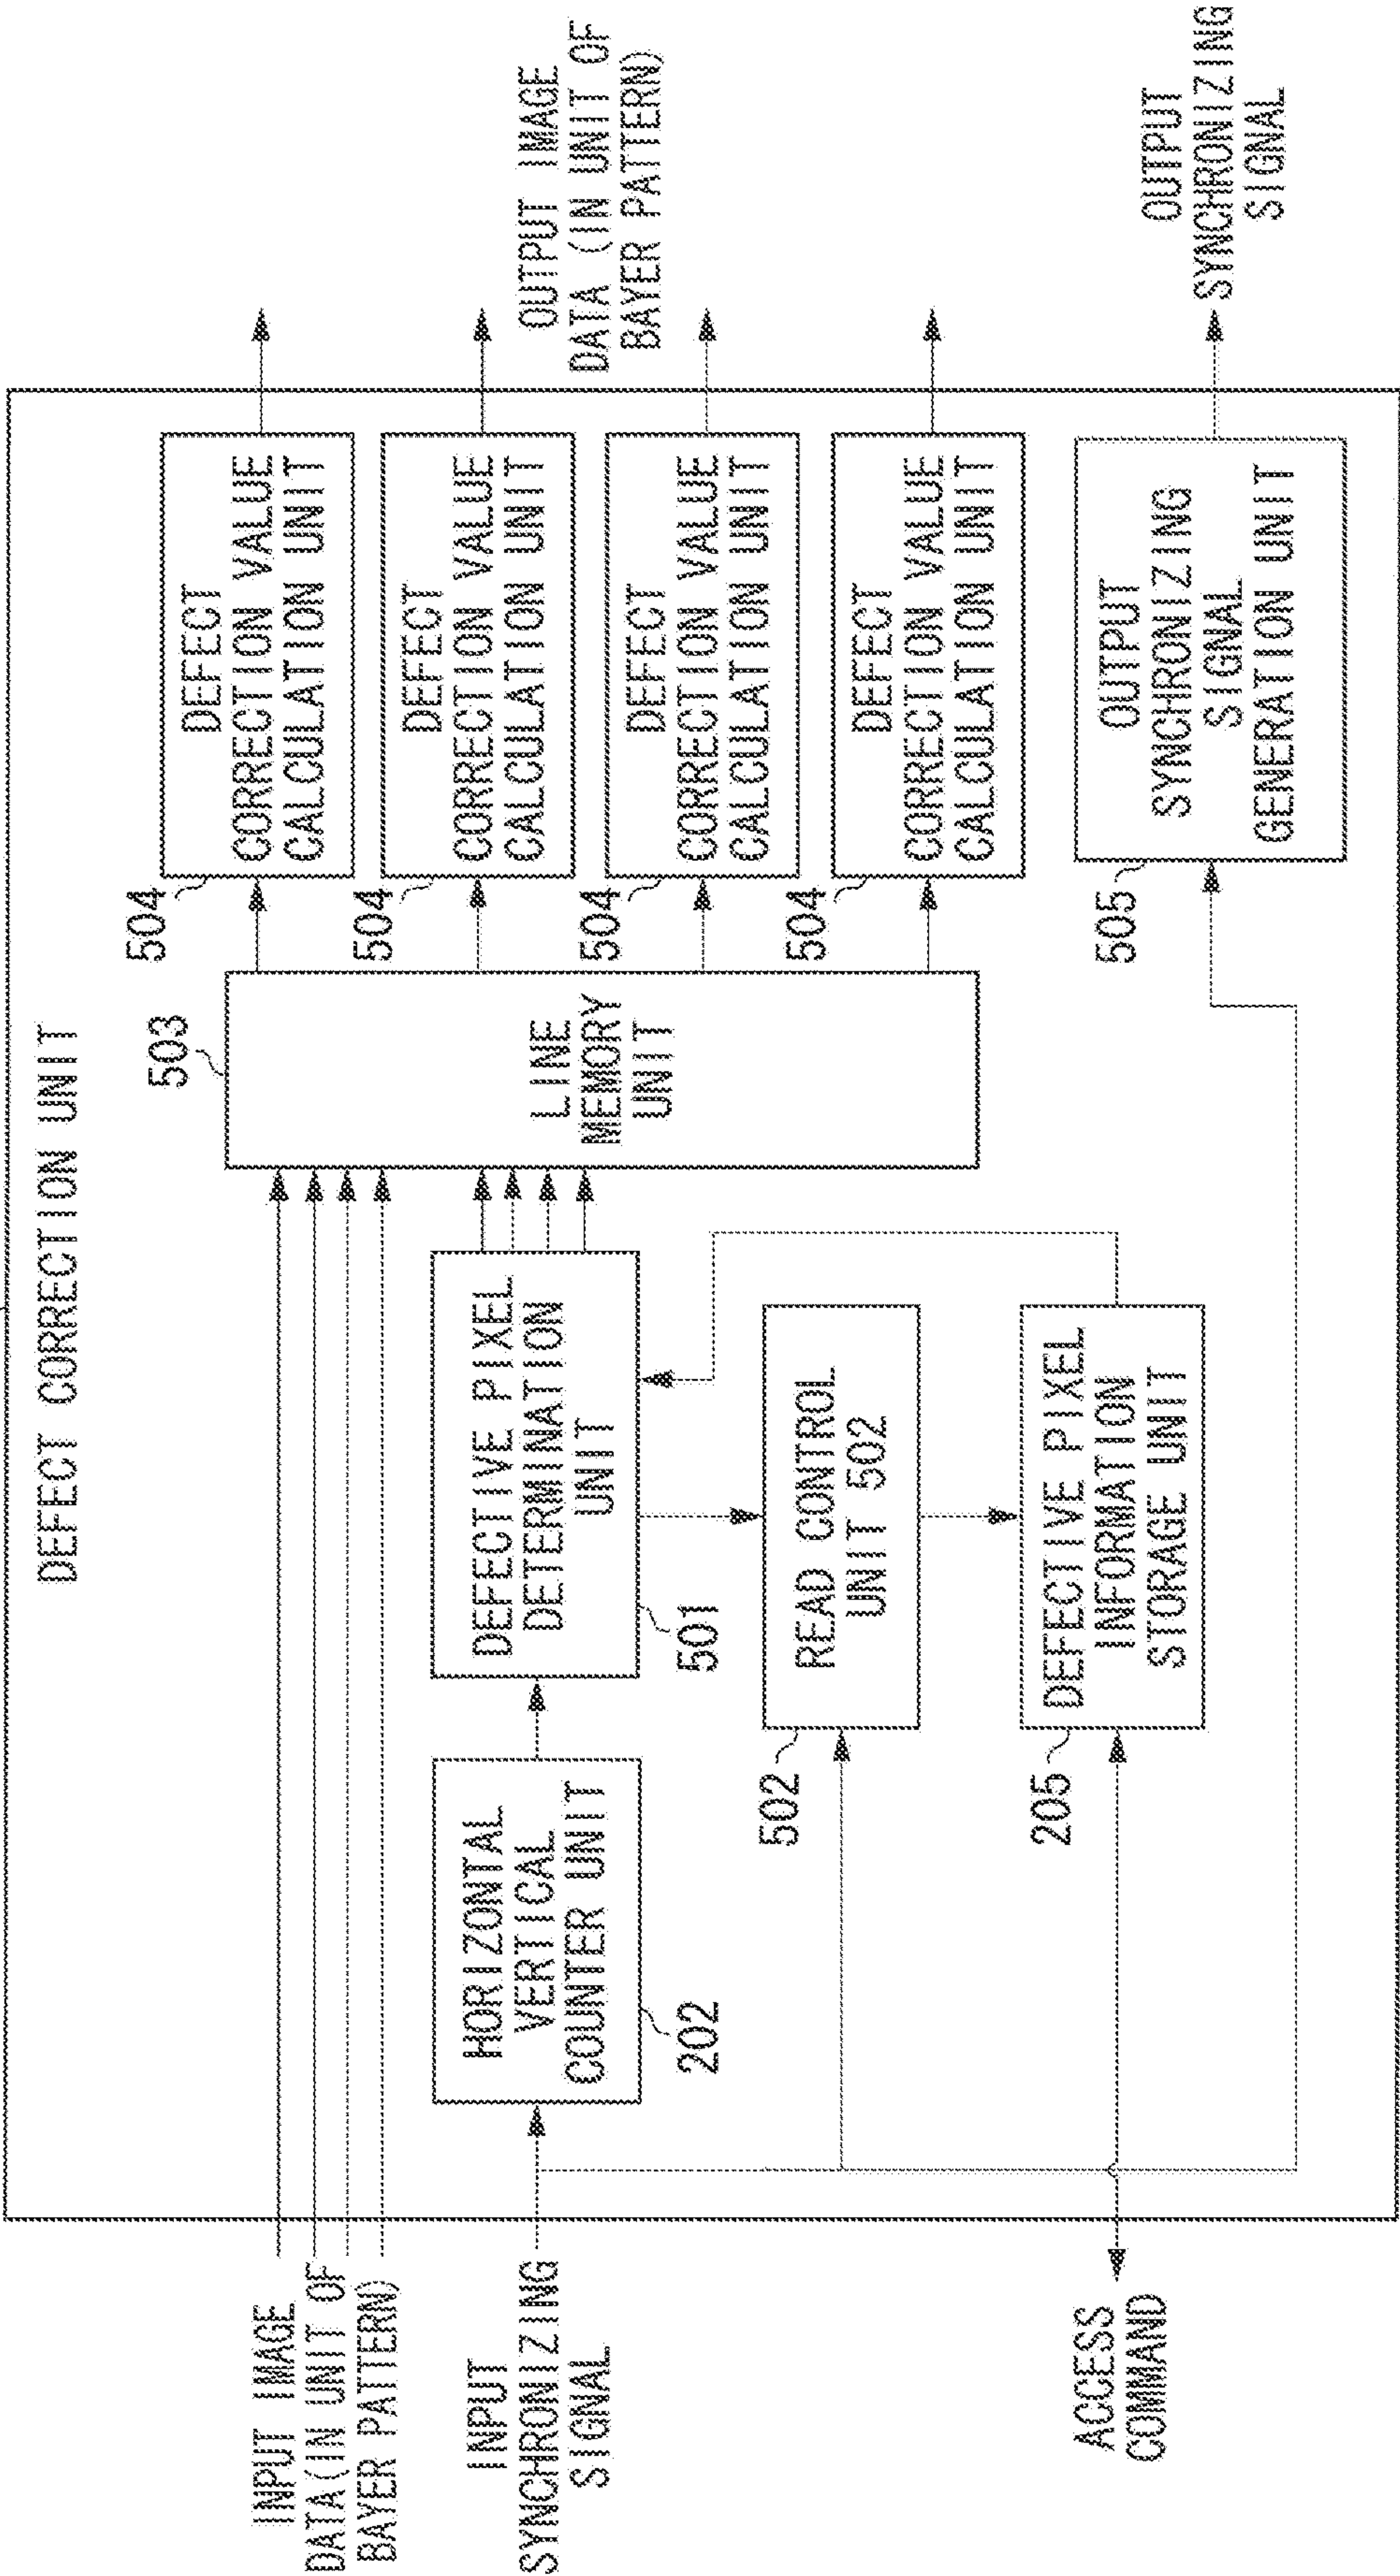 DEFECT CORRECTION UNIT
INPUT IMAGE
DATA(IN UNIT OF
BAYER PATTERN)
INPUT
SYNCHRONIZING
SIGNAL
ACCESS
COMMAND
HORIZONTAL
VERTICAL
COUNTER UNIT
202
DEFECTIVE PIXEL
DETERMINATION
UNIT
501
READ CONTROL
UNIT 502
502
DEFECTIVE PIXEL
INFORMATION
STORAGE UNIT
205
503
LINE
MEMORY
UNIT
504
DEFECT
CORRECTION VALUE
CALCULATION UNIT
504
DEFECT
CORRECTION VALUE
CALCULATION UNIT
504
DEFECT
CORRECTION VALUE
CALCULATION UNIT
504
DEFECT
CORRECTION VALUE
CALCULATION UNIT
505
OUTPUT
SYNCHRONIZING
SIGNAL
GENERATION UNIT
OUTPUT IMAGE
DATA (IN UNIT OF
BAYER PATTERN)
OUTPUT
SYNCHRONIZING
SIGNAL